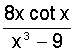 8x cot x
x³ − 9